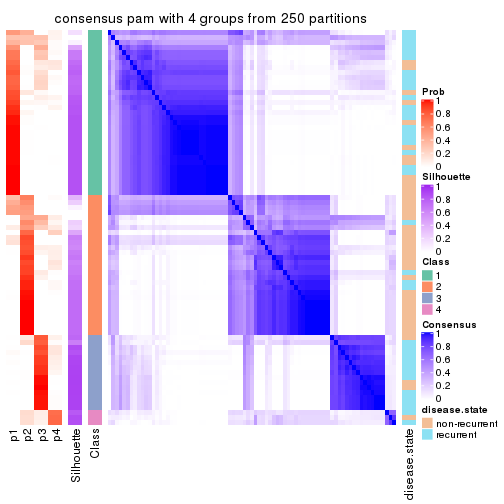 consensus pam with 4 groups from 250 partitions
Prob
1
0.8
0.6
0.4
0.2
0
Silhouette
1
0.8
0.6
0.4
0.2
0
Class
1
2
3
4
Consensus
1
0.8
0.6
0.4
0.2
0
disease.state
non-recurrent
recurrent
p1
p2
p3
p4
Silhouette
Class
disease.state